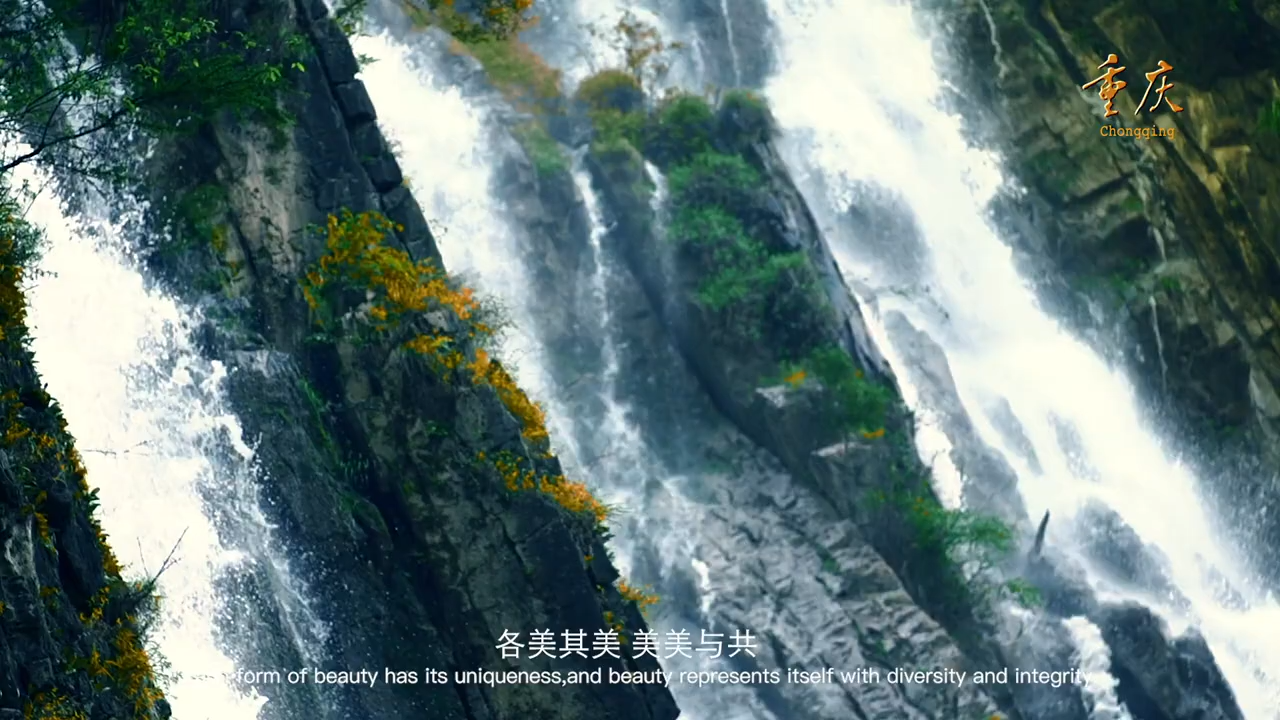 重庆
Chongqing
各美其美 美美与共
form of beauty has its uniqueness,and beauty represents itself with diversity and integrity